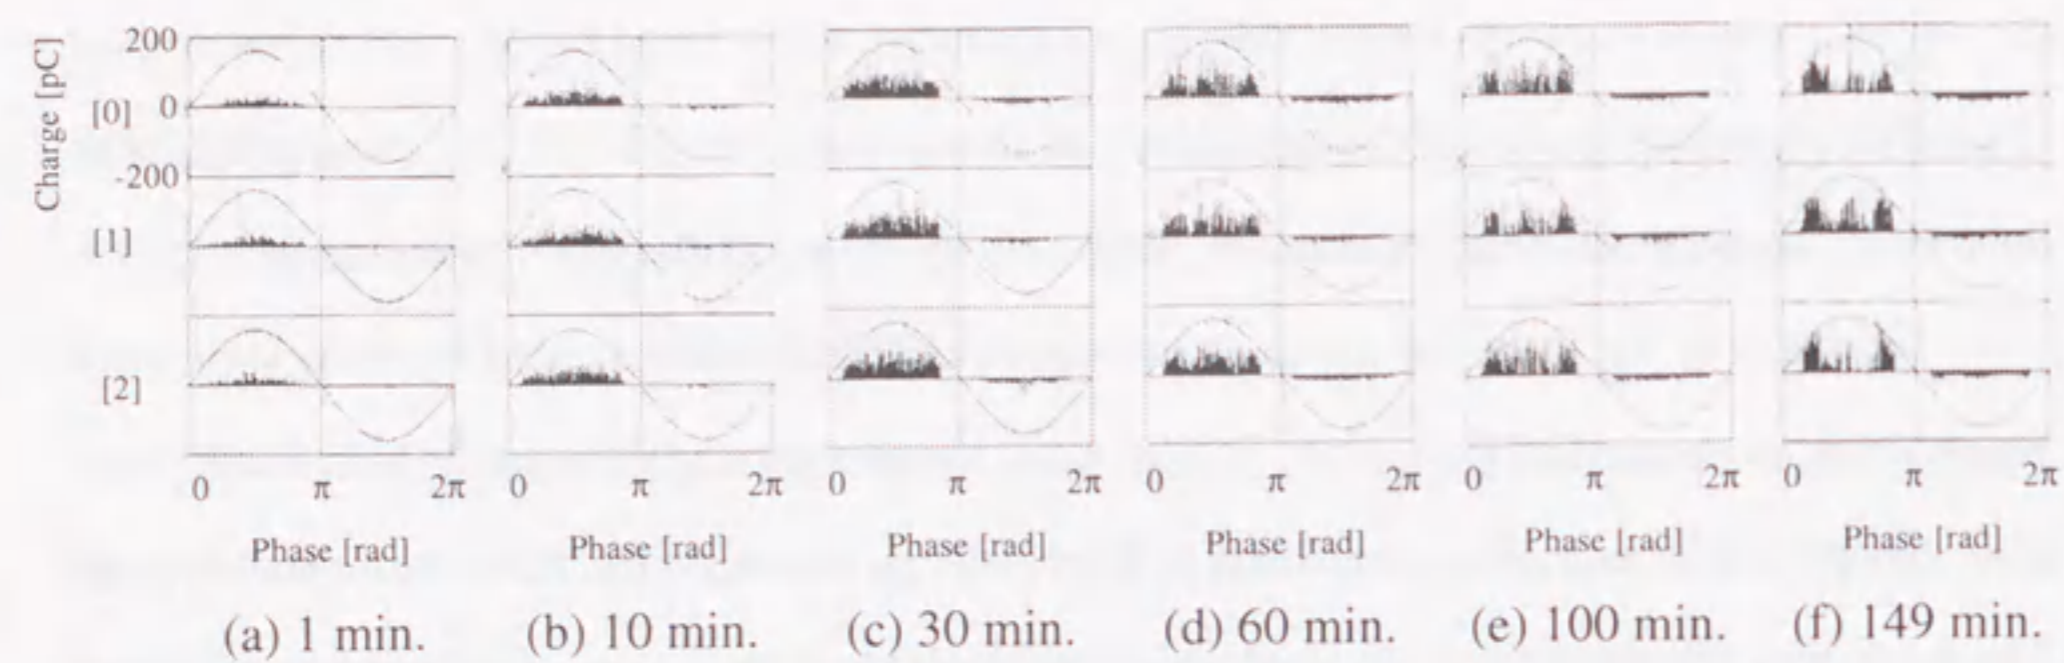 Charge [pC]
200
[0] 0
-200
[1]
[2]
0 π 2π 0 π 2π 0 π 2π 0 π 2π 0 π 2π 0 π 2π
Phase [rad] Phase [rad] Phase [rad] Phase [rad] Phase [rad] Phase [rad]
(a) 1 min. (b) 10 min. (c) 30 min. (d) 60 min. (e) 100 min. (f) 149 min.